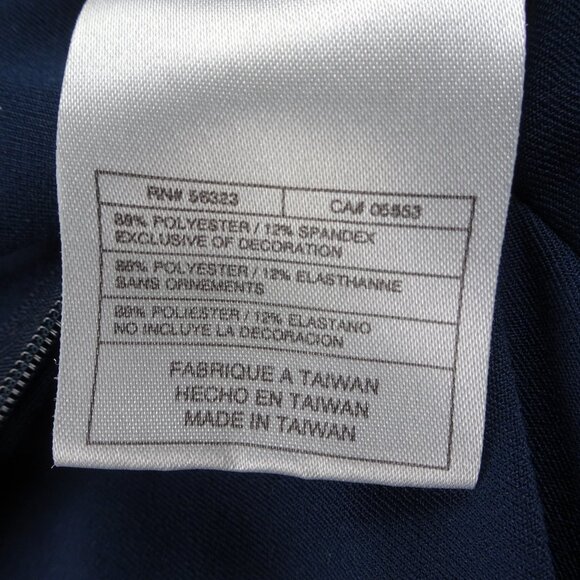 RN# 56323 CA# 05553
88% POLYESTER / 12% SPANDEX
EXCLUSIVE OF DECORATION
88% POLYESTER / 12% ELASTHANNE
SANS ORNEMENTS
88% POLIESTER / 12% ELASTANO
NO INCLUYE LA DECORACION
FABRIQUE A TAIWAN
HECHO EN TAIWAN
MADE IN TAIWAN